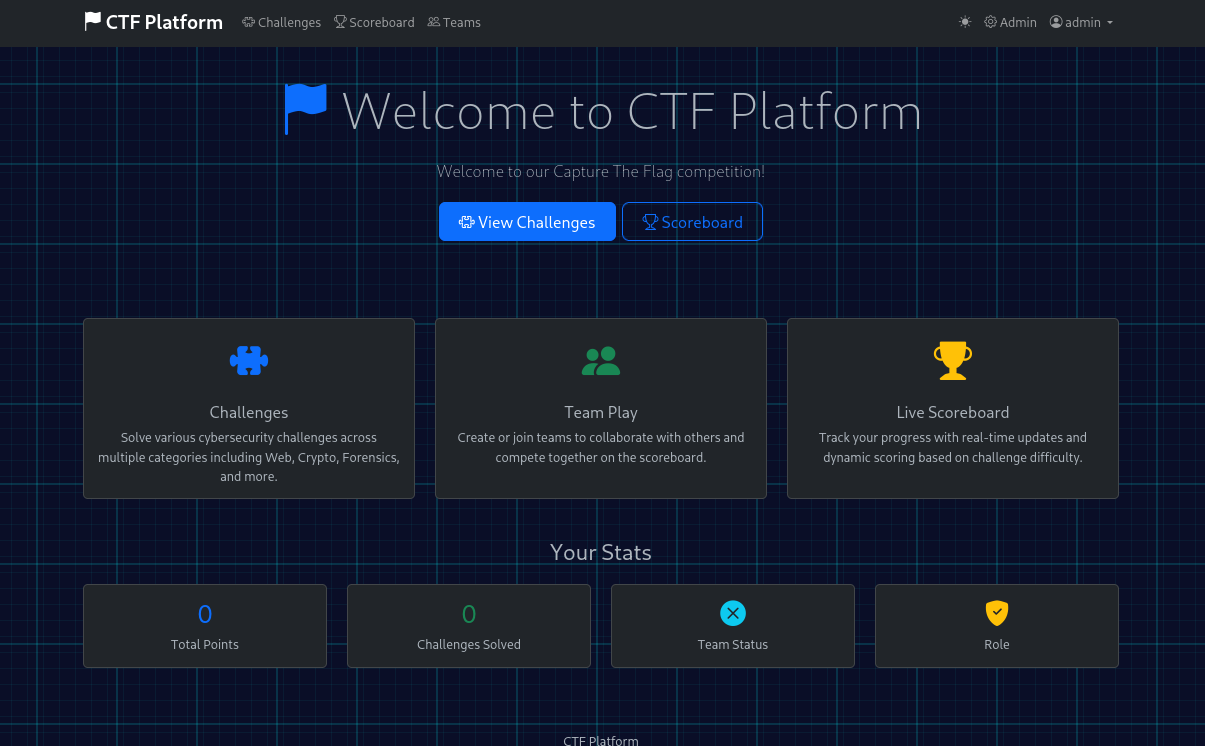 CTF Platform Challenges Scoreboard Teams Admin admin
Welcome to CTF Platform
Welcome to our Capture The Flag competition!
View Challenges Scoreboard
Challenges
Solve various cybersecurity challenges across
multiple categories including Web, Crypto, Forensics,
and more.
Team Play
Create or join teams to collaborate with others and
compete together on the scoreboard.
Live Scoreboard
Track your progress with real-time updates and
dynamic scoring based on challenge difficulty.
Your Stats
0
Total Points
0
Challenges Solved
Team Status
Role
CTF Platform